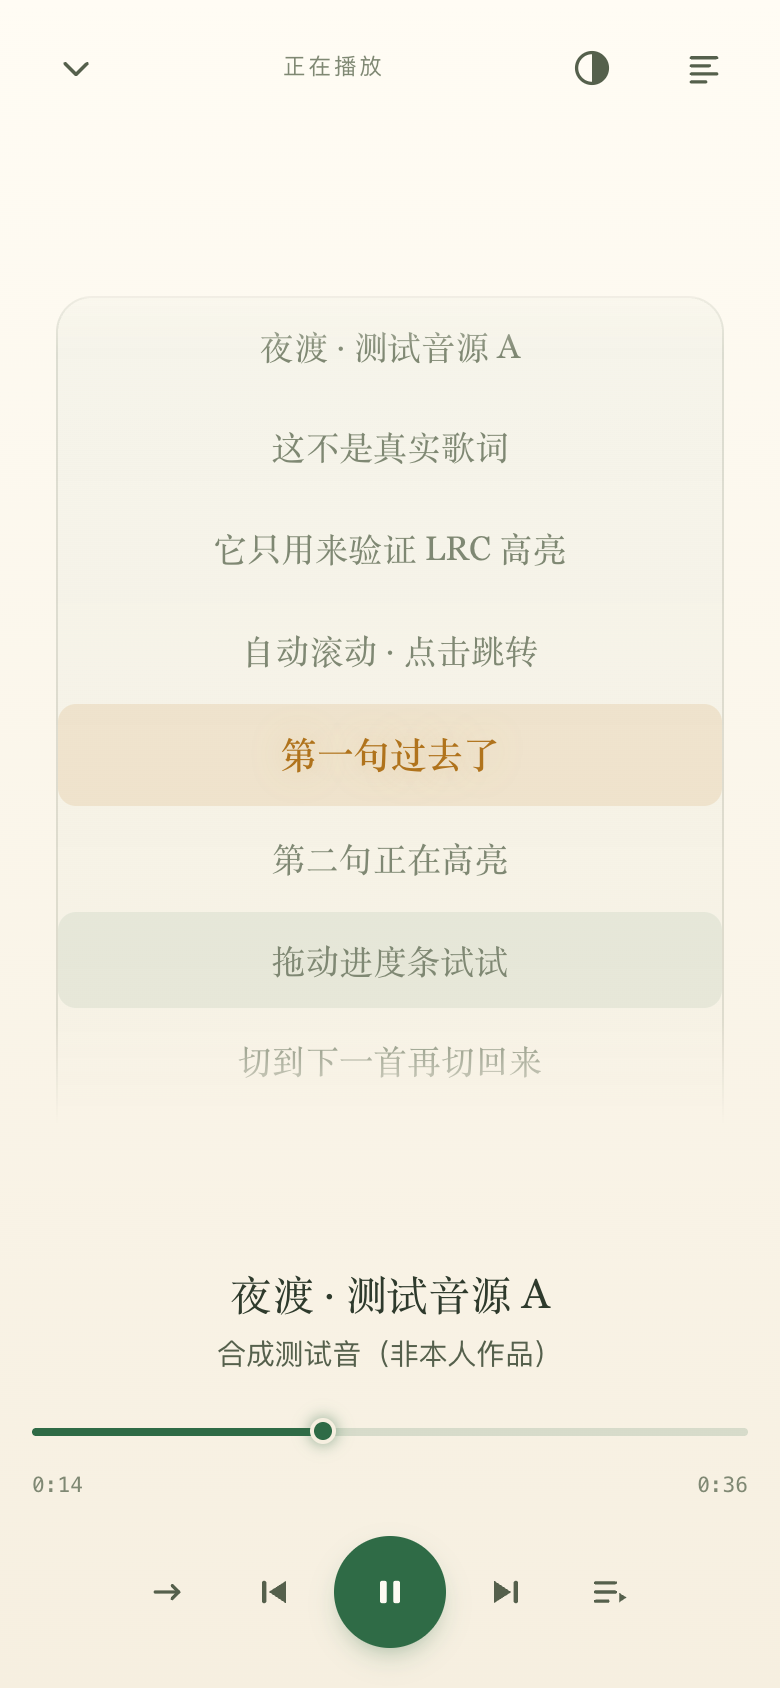 正在播放
夜渡 · 测试音源 A
这不是真实歌词
它只用来验证 LRC 高亮
自动滚动 · 点击跳转
第一句过去了
第二句正在高亮
拖动进度条试试
切到下一首再切回来
夜渡 · 测试音源 A
合成测试音（非本人作品）
0:14
0:36